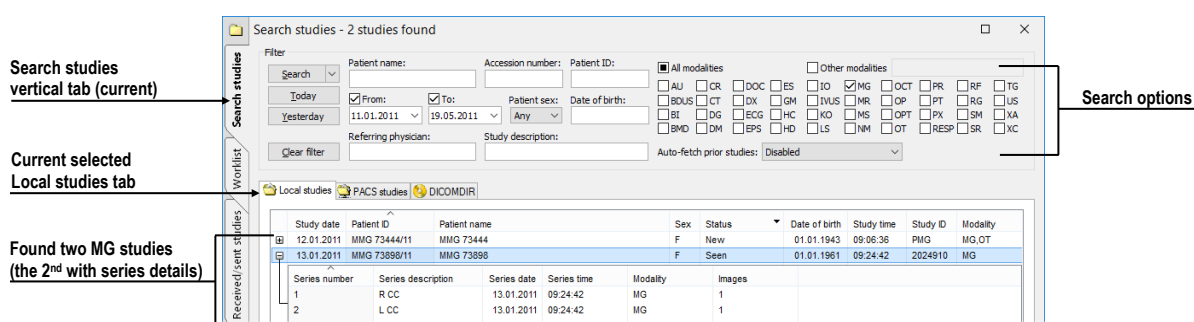 Search studies - 2 studies found
Search studies
vertical tab (current)
Current selected
Local studies tab
Found two MG studies
(the 2nd with series details)
Search options
Search studies
Worklist
Received/sent studies
Filter
Search
Today
Yesterday
Clear filter
Patient name: Accession number: Patient ID:
From: To: Patient sex: Date of birth:
11.01.2011 19.05.2011 Any
Referring physician: Study description:
All modalities Other modalities
AU CR DOC ES IO MG OCT PR RF TG
BDUS CT DX GM IVUS MR OP PT RG US
BI DG ECG HC KO MS OPT PX SM XA
BMD DM EPS HD LS NM OT RESP SR XC
Auto-fetch prior studies: Disabled
Local studies PACS studies DICOMDIR
Study date Patient ID Patient name Sex Status Date of birth Study time Study ID Modality
12.01.2011 MMG 73444/11 MMG 73444 F New 01.01.1943 09:06:36 PMG MG,OT
13.01.2011 MMG 73898/11 MMG 73898 F Seen 01.01.1961 09:24:42 2024910 MG
Series number Series description Series date Series time Modality Images
1 R CC 13.01.2011 09:24:42 MG 1
2 L CC 13.01.2011 09:24:42 MG 1